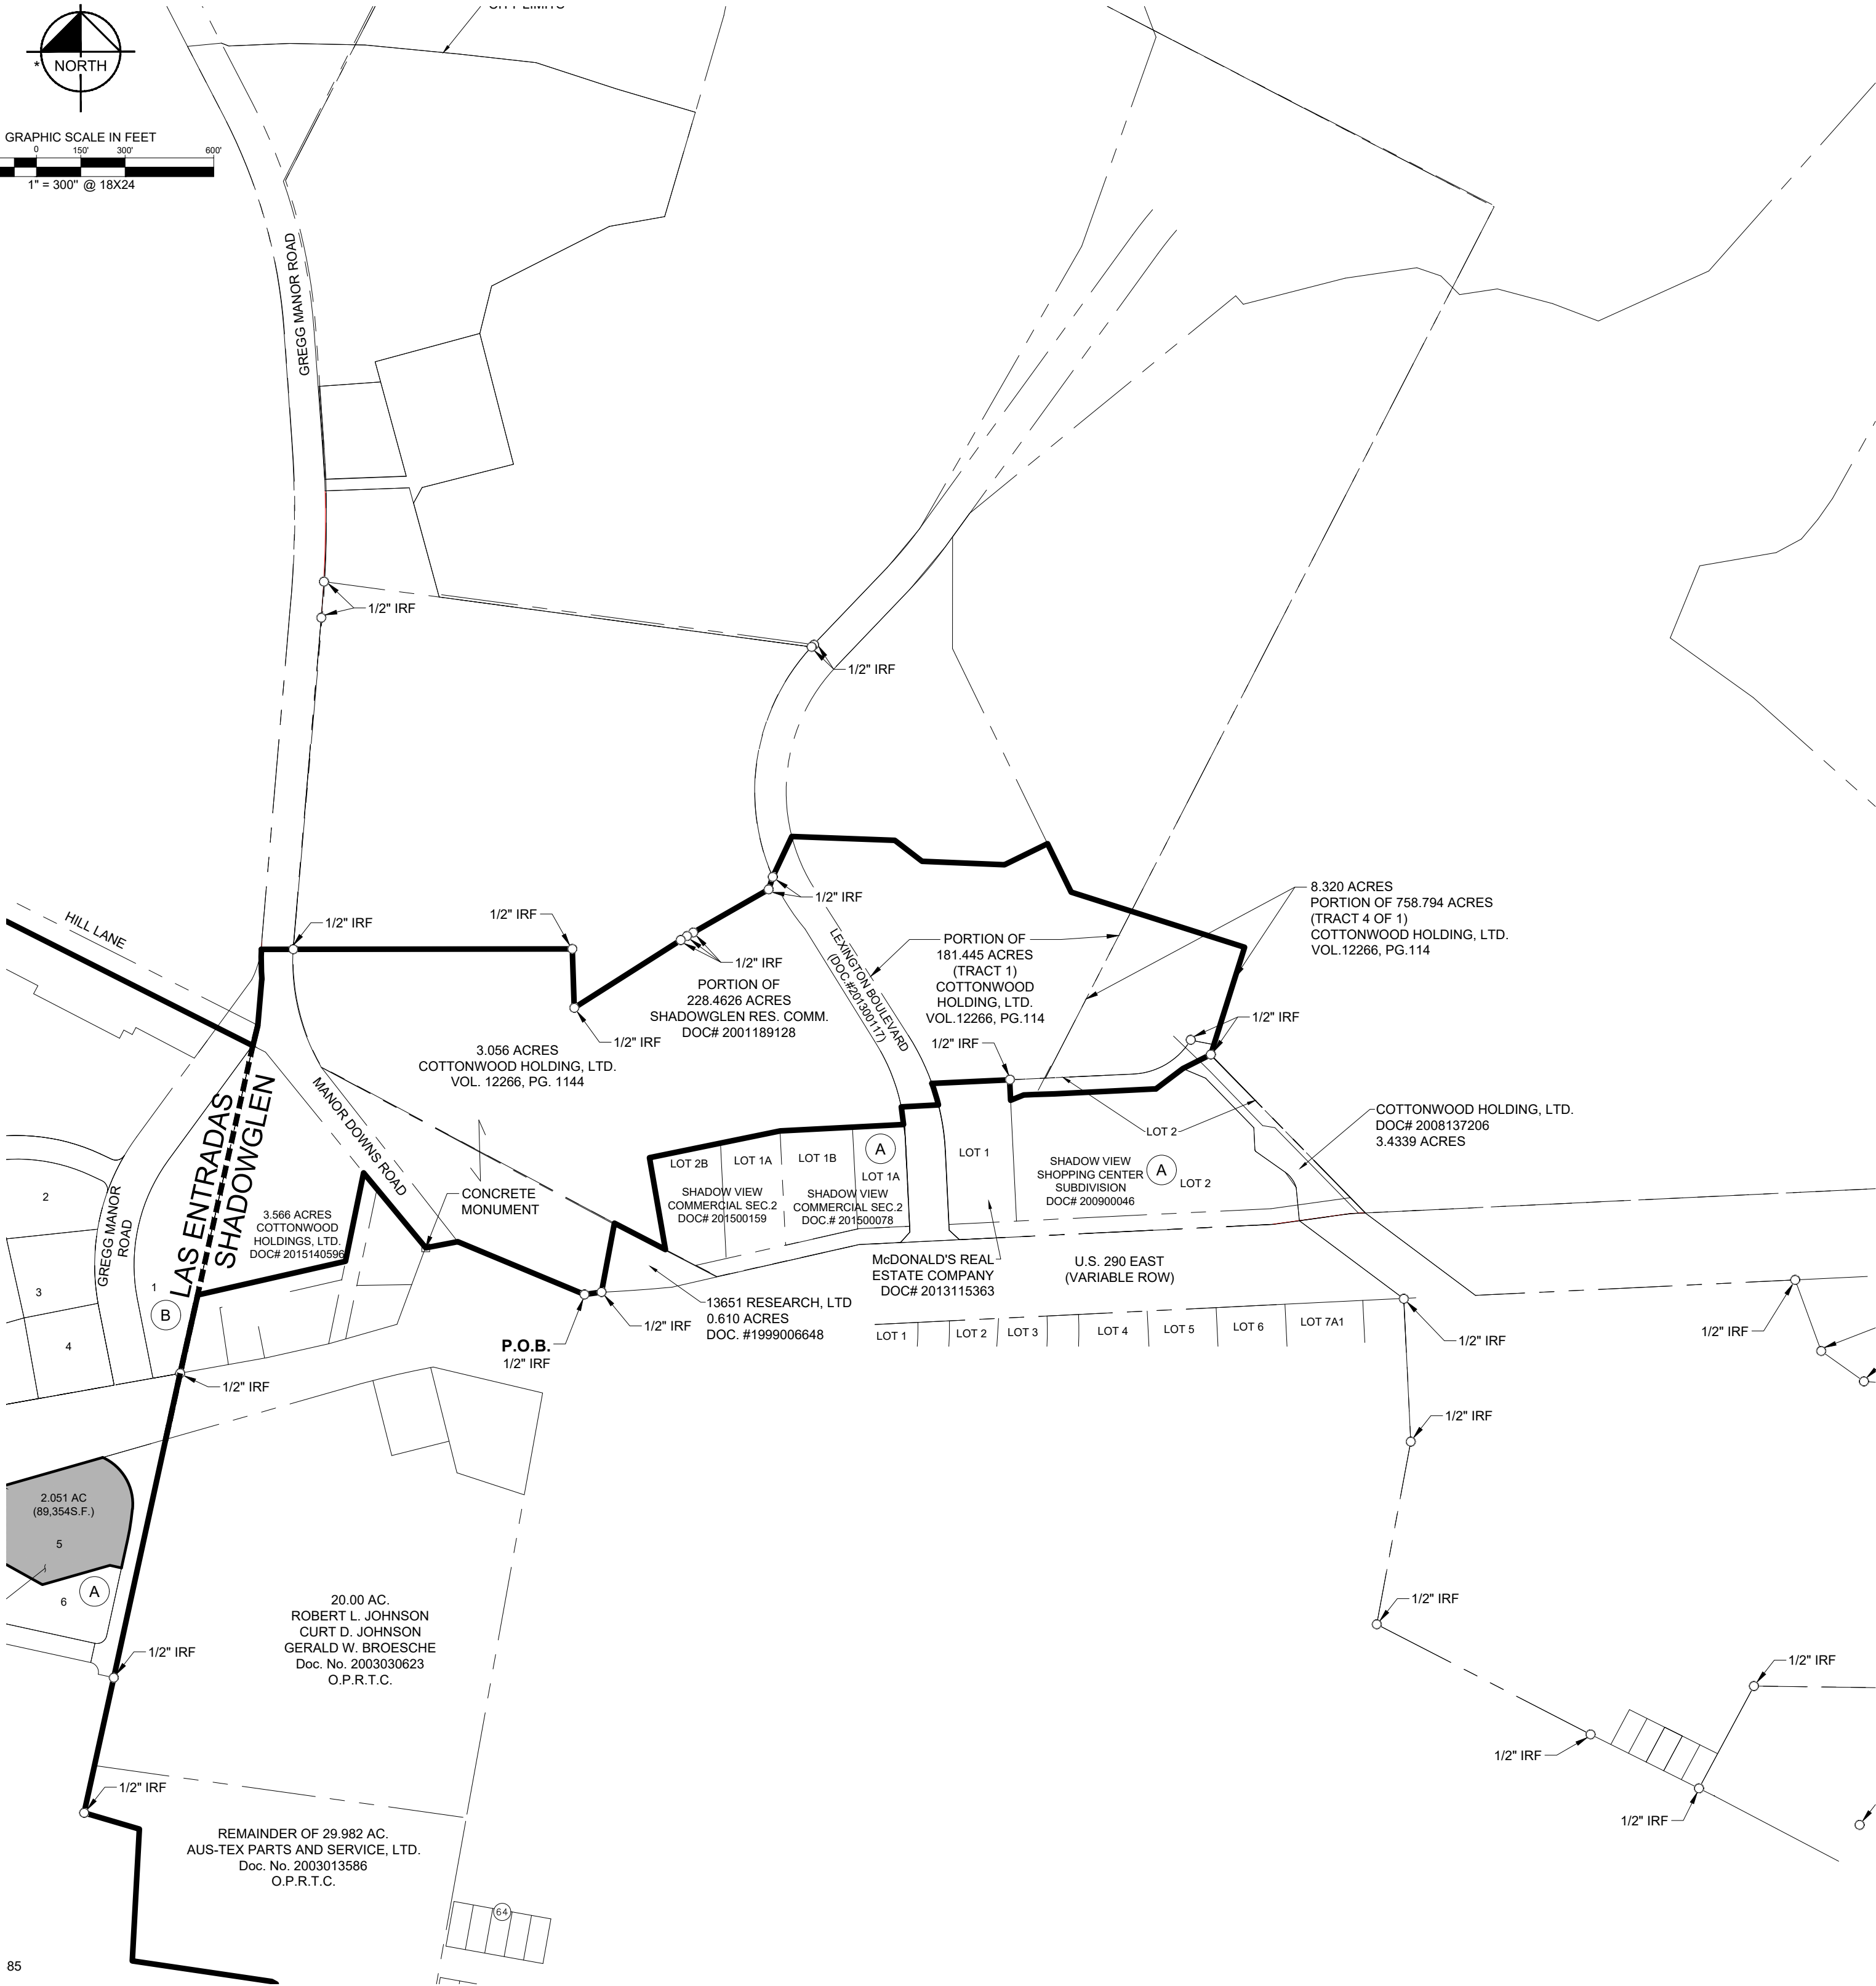 CITY LIMITS
* NORTH
GRAPHIC SCALE IN FEET
0 150' 300' 600'
1" = 300" @ 18X24
GREGG MANOR ROAD
1/2" IRF
1/2" IRF
HILL LANE
1/2" IRF
1/2" IRF
1/2" IRF
1/2" IRF
1/2" IRF
PORTION OF
228.4626 ACRES
SHADOWGLEN RES. COMM.
DOC# 2001189128
3.056 ACRES
COTTONWOOD HOLDING, LTD.
VOL. 12266, PG. 1144
LEXINGTON BOULEVARD
(DOC.#201300117)
PORTION OF
181.445 ACRES
(TRACT 1)
COTTONWOOD
HOLDING, LTD.
VOL.12266, PG.114
8.320 ACRES
PORTION OF 758.794 ACRES
(TRACT 4 OF 1)
COTTONWOOD HOLDING, LTD.
VOL.12266, PG.114
1/2" IRF
1/2" IRF
COTTONWOOD HOLDING, LTD.
DOC# 2008137206
3.4339 ACRES
LOT 2
MANOR DOWNS ROAD
LAS ENTRADAS
SHADOWGLEN
GREGG MANOR
ROAD
2
3
4
1
B
3.566 ACRES
COTTONWOOD
HOLDINGS, LTD.
DOC# 2015140596
CONCRETE
MONUMENT
LOT 2B
LOT 1A
SHADOW VIEW
COMMERCIAL SEC.2
DOC# 201500159
LOT 1B
A
LOT 1A
SHADOW VIEW
COMMERCIAL SEC.2
DOC.# 201500078
LOT 1
SHADOW VIEW
SHOPPING CENTER
SUBDIVISION
DOC# 200900046
A
LOT 2
McDONALD'S REAL
ESTATE COMPANY
DOC# 2013115363
U.S. 290 EAST
(VARIABLE ROW)
13651 RESEARCH, LTD
0.610 ACRES
DOC. #1999006648
1/2" IRF
P.O.B.
1/2" IRF
LOT 1
LOT 2
LOT 3
LOT 4
LOT 5
LOT 6
LOT 7A1
1/2" IRF
1/2" IRF
1/2" IRF
1/2" IRF
1/2" IRF
1/2" IRF
1/2" IRF
1/2" IRF
2.051 AC
(89,354S.F.)
5
6
A
1/2" IRF
20.00 AC.
ROBERT L. JOHNSON
CURT D. JOHNSON
GERALD W. BROESCHE
Doc. No. 2003030623
O.P.R.T.C.
1/2" IRF
REMAINDER OF 29.982 AC.
AUS-TEX PARTS AND SERVICE, LTD.
Doc. No. 2003013586
O.P.R.T.C.
64
85